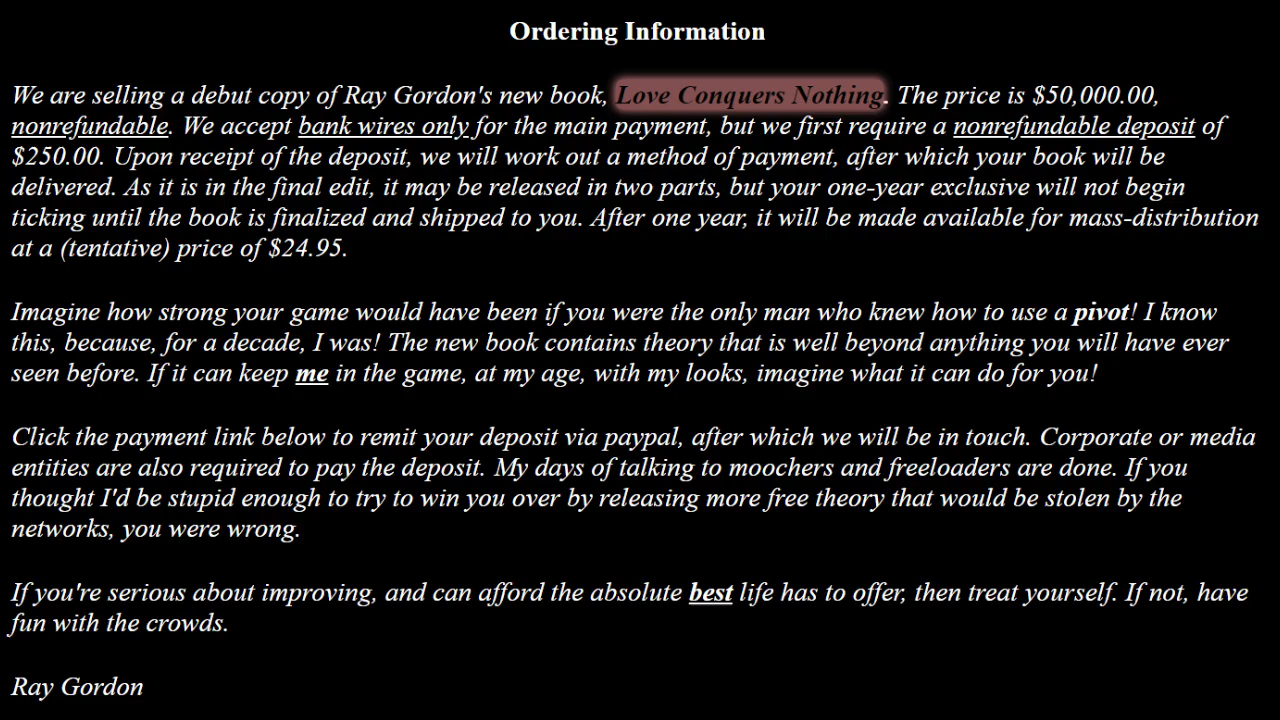 Ordering Information
We are selling a debut copy of Ray Gordon's new book, Love Conquers Nothing. The price is $50,000.00,
nonrefundable. We accept bank wires only for the main payment, but we first require a nonrefundable deposit of
$250.00. Upon receipt of the deposit, we will work out a method of payment, after which your book will be
delivered. As it is in the final edit, it may be released in two parts, but your one-year exclusive will not begin
ticking until the book is finalized and shipped to you. After one year, it will be made available for mass-distribution
at a (tentative) price of $24.95.
Imagine how strong your game would have been if you were the only man who knew how to use a pivot! I know
this, because, for a decade, I was! The new book contains theory that is well beyond anything you will have ever
seen before. If it can keep me in the game, at my age, with my looks, imagine what it can do for you!
Click the payment link below to remit your deposit via paypal, after which we will be in touch. Corporate or media
entities are also required to pay the deposit. My days of talking to moochers and freeloaders are done. If you
thought I'd be stupid enough to try to win you over by releasing more free theory that would be stolen by the
networks, you were wrong.
If you're serious about improving, and can afford the absolute best life has to offer, then treat yourself. If not, have
fun with the crowds.
Ray Gordon